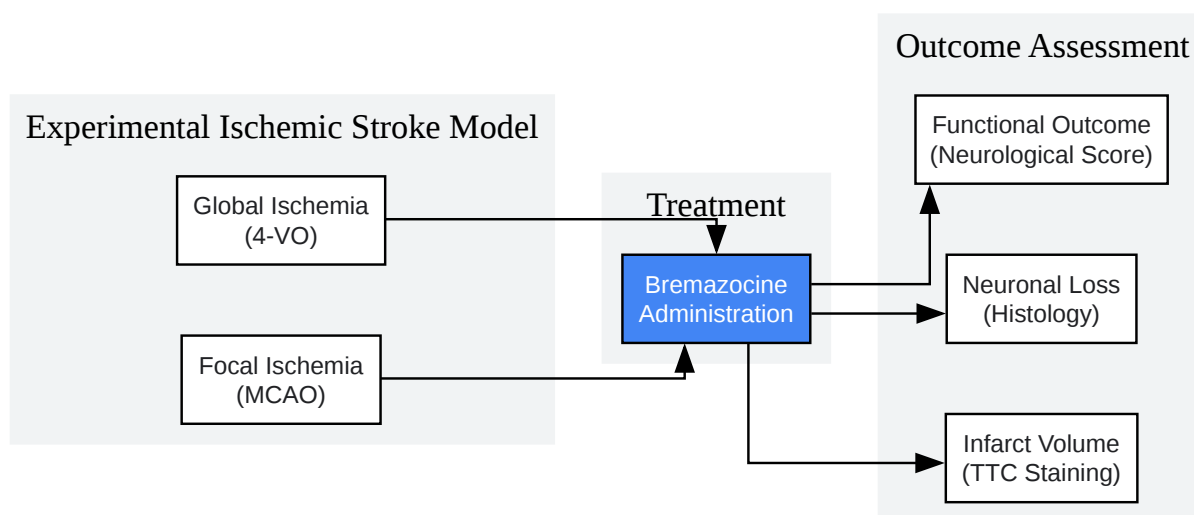 Experimental Ischemic Stroke Model
Global Ischemia
(4-VO)
Focal Ischemia
(MCAO)
Treatment
Bremazocine
Administration
Outcome Assessment
Functional Outcome
(Neurological Score)
Neuronal Loss
(Histology)
Infarct Volume
(TTC Staining)